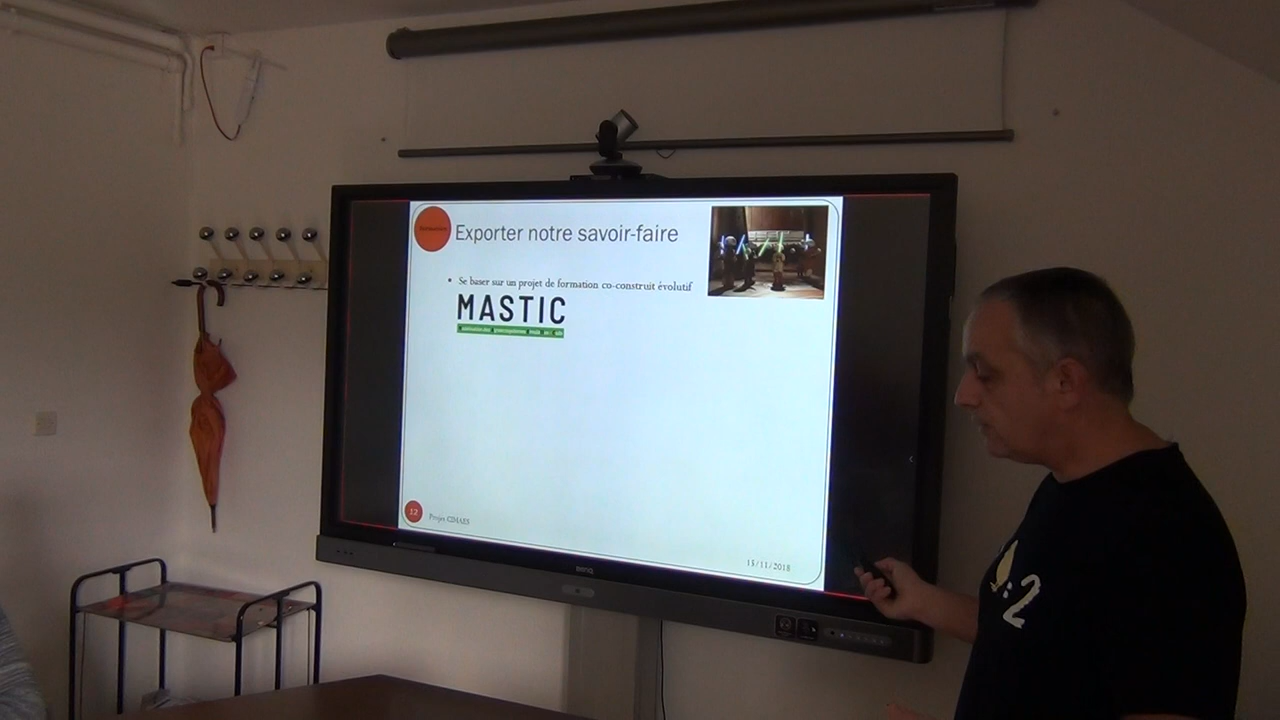 Exporter notre savoir-faire
▪ Se baser sur un projet de formation co-construit évolutif
MASTIC
12
Projet
15/11/2018
BenQ
2